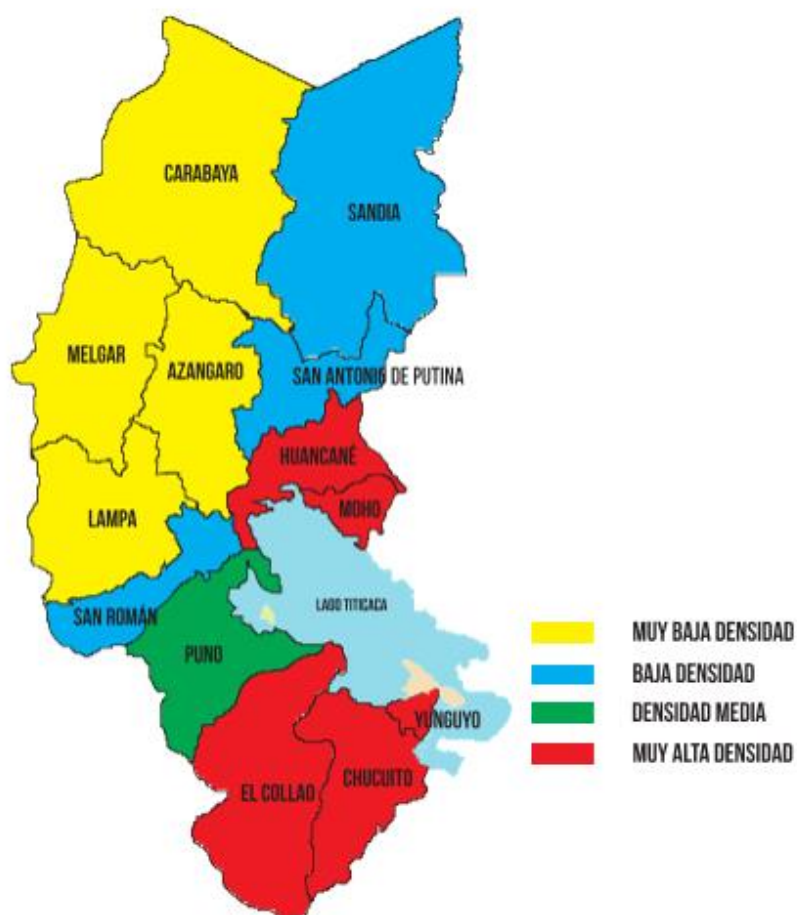 CARABAYA
SANDIA
MELGAR
AZANGARO
SAN ANTONIG DE PUTINA
HUANCANÉ
MOHO
LAMPA
LAGO TITICACA
SAN ROMÁN
PUNO
YUNGUYO
EL COLLAO
CHUCUITO
MUY BAJA DENSIDAD
BAJA DENSIDAD
DENSIDAD MEDIA
MUY ALTA DENSIDAD